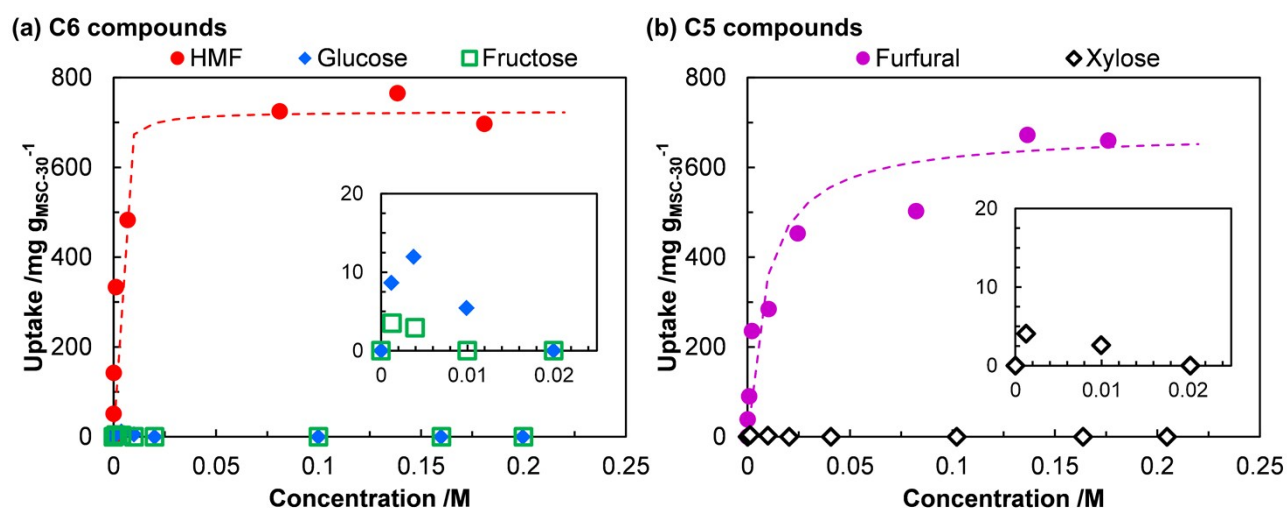 (a) C6 compounds
HMF Glucose Fructose
Uptake /mg g_MSC-30^-1
800
600
400
200
0
20
10
0
0 0.01 0.02
0 0.05 0.1 0.15 0.2 0.25
Concentration /M
(b) C5 compounds
Furfural Xylose
Uptake /mg g_MSC-30^-1
800
600
400
200
0
20
10
0
0 0.01 0.02
0 0.05 0.1 0.15 0.2 0.25
Concentration /M